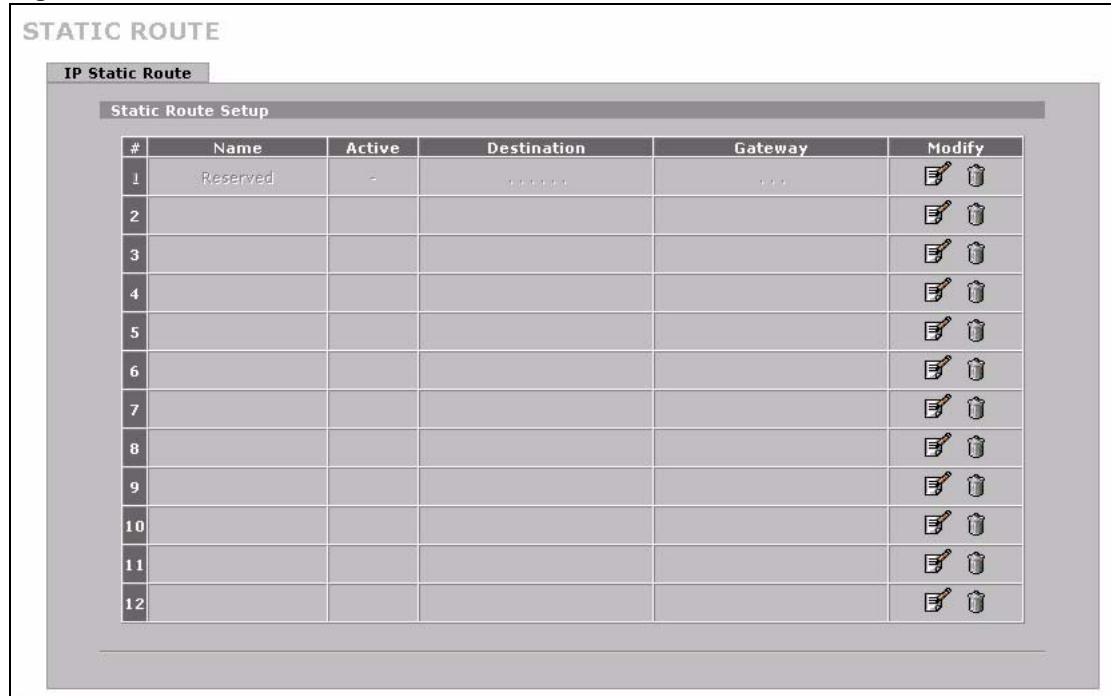 STATIC ROUTE
IP Static Route
Static Route Setup
# Name Active Destination Gateway Modify
1 Reserved - ...... ...
2
3
4
5
6
7
8
9
10
11
12